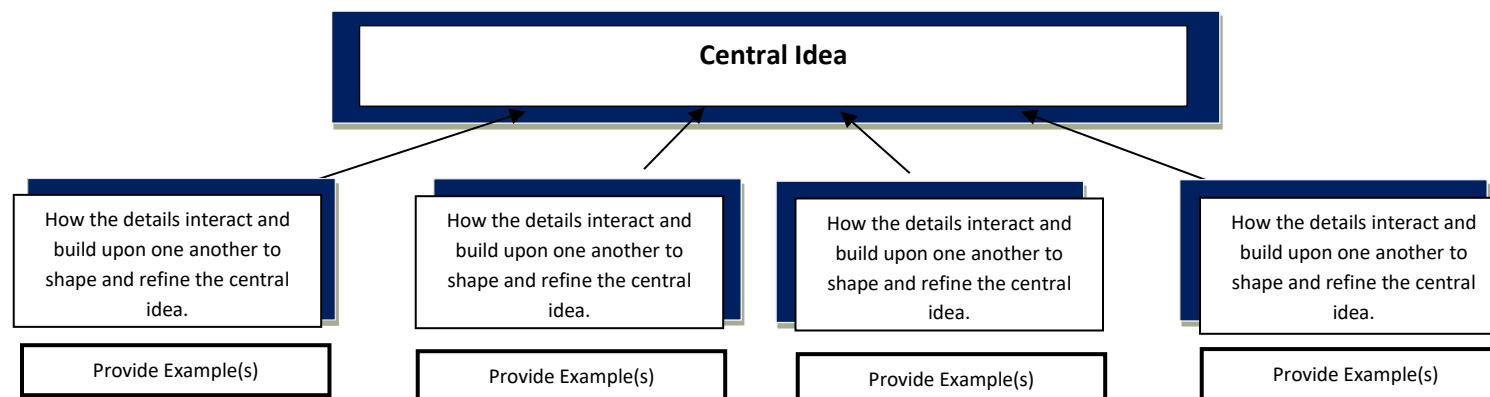 Central Idea
How the details interact and
build upon one another to
shape and refine the central
idea.
How the details interact and
build upon one another to
shape and refine the central
idea.
How the details interact and
build upon one another to
shape and refine the central
idea.
How the details interact and
build upon one another to
shape and refine the central
idea.
Provide Example(s)
Provide Example(s)
Provide Example(s)
Provide Example(s)